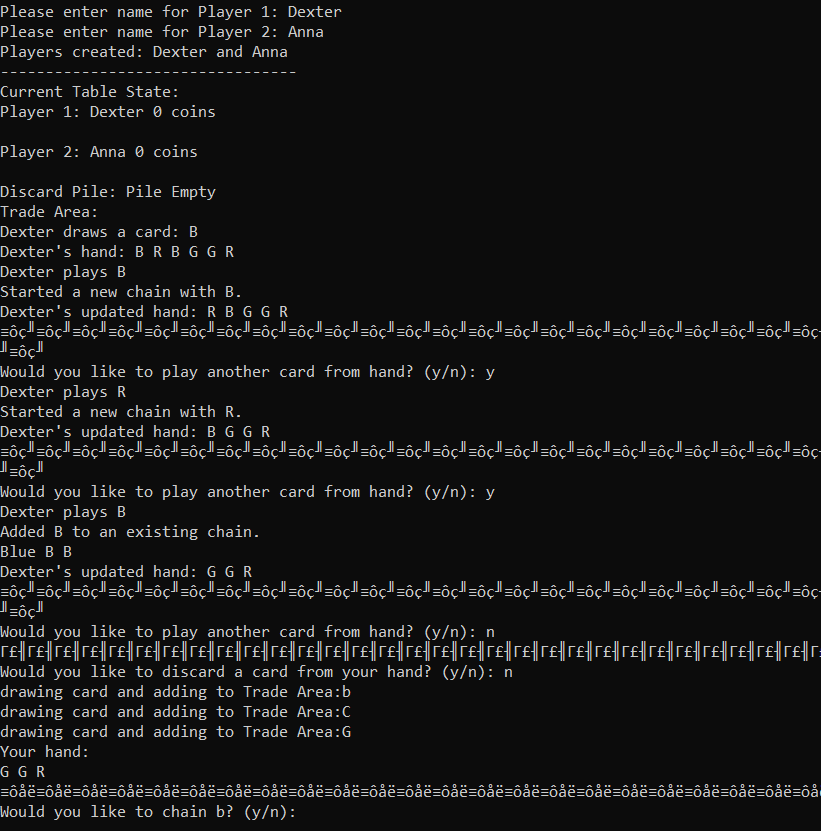 Please enter name for Player 1: Dexter
Please enter name for Player 2: Anna
Players created: Dexter and Anna
---------------------------------
Current Table State:
Player 1: Dexter 0 coins
Player 2: Anna 0 coins
Discard Pile: Pile Empty
Trade Area:
Dexter draws a card: B
Dexter's hand: B R B G G R
Dexter plays B
Started a new chain with B.
Dexter's updated hand: R B G G R
≡ôç╜≡ôç╜≡ôç╜≡ôç╜≡ôç╜≡ôç╜≡ôç╜≡ôç╜≡ôç╜≡ôç╜≡ôç╜≡ôç╜≡ôç╜≡ôç╜≡ôç╜≡ôç╜≡ôç╜≡ôç╜≡ôç╜≡ôç╜≡ôç╜≡ôç╜≡ôç
╜≡ôç╜
Would you like to play another card from hand? (y/n): y
Dexter plays R
Started a new chain with R.
Dexter's updated hand: B G G R
≡ôç╜≡ôç╜≡ôç╜≡ôç╜≡ôç╜≡ôç╜≡ôç╜≡ôç╜≡ôç╜≡ôç╜≡ôç╜≡ôç╜≡ôç╜≡ôç╜≡ôç╜≡ôç╜≡ôç╜≡ôç╜≡ôç╜≡ôç╜≡ôç╜≡ôç╜≡ôç
╜≡ôç╜
Would you like to play another card from hand? (y/n): y
Dexter plays B
Added B to an existing chain.
Blue B B
Dexter's updated hand: G G R
≡ôç╜≡ôç╜≡ôç╜≡ôç╜≡ôç╜≡ôç╜≡ôç╜≡ôç╜≡ôç╜≡ôç╜≡ôç╜≡ôç╜≡ôç╜≡ôç╜≡ôç╜≡ôç╜≡ôç╜≡ôç╜≡ôç╜≡ôç╜≡ôç╜≡ôç╜≡ôç
╜≡ôç╜
Would you like to play another card from hand? (y/n): n
Γ£╢Γ£╢Γ£╢Γ£╢Γ£╢Γ£╢Γ£╢Γ£╢Γ£╢Γ£╢Γ£╢Γ£╢Γ£╢Γ£╢Γ£╢Γ£╢Γ£╢Γ£╢Γ£╢Γ£╢Γ£╢Γ£╢Γ£╢Γ£╢Γ£╢Γ£╢Γ£╢Γ£╢Γ£╢Γ£╢Γ
Would you like to discard a card from your hand? (y/n): n
drawing card and adding to Trade Area:b
drawing card and adding to Trade Area:C
drawing card and adding to Trade Area:G
Your hand:
G G R
≡ôåë≡ôåë≡ôåë≡ôåë≡ôåë≡ôåë≡ôåë≡ôåë≡ôåë≡ôåë≡ôåë≡ôåë≡ôåë≡ôåë≡ôåë≡ôåë≡ôåë≡ôåë≡ôåë≡ôåë≡ôåë≡ôåë≡ôå
Would you like to chain b? (y/n):